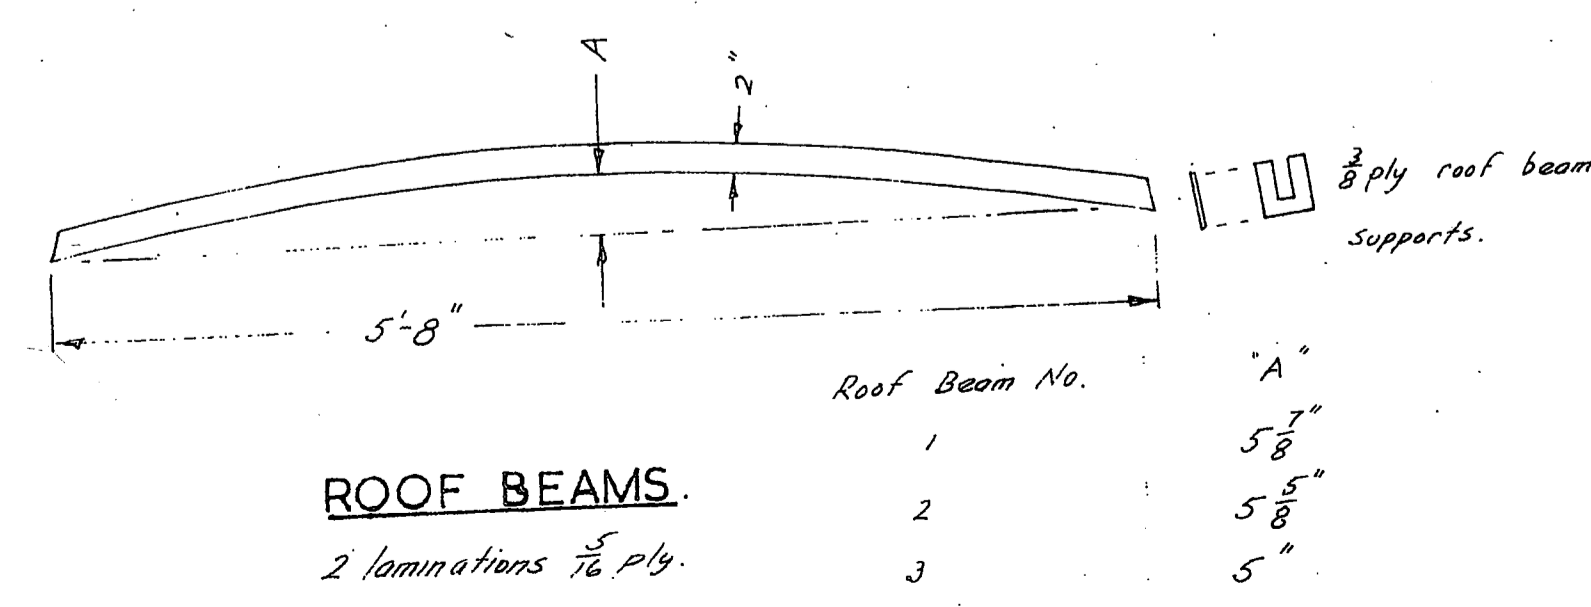 A
2"
3/8 ply roof beam
supports.
5'-8"
Roof Beam No. "A"
1 5 7/8"
2 5 5/8"
3 5"
ROOF BEAMS.
2 laminations 5/16 ply.